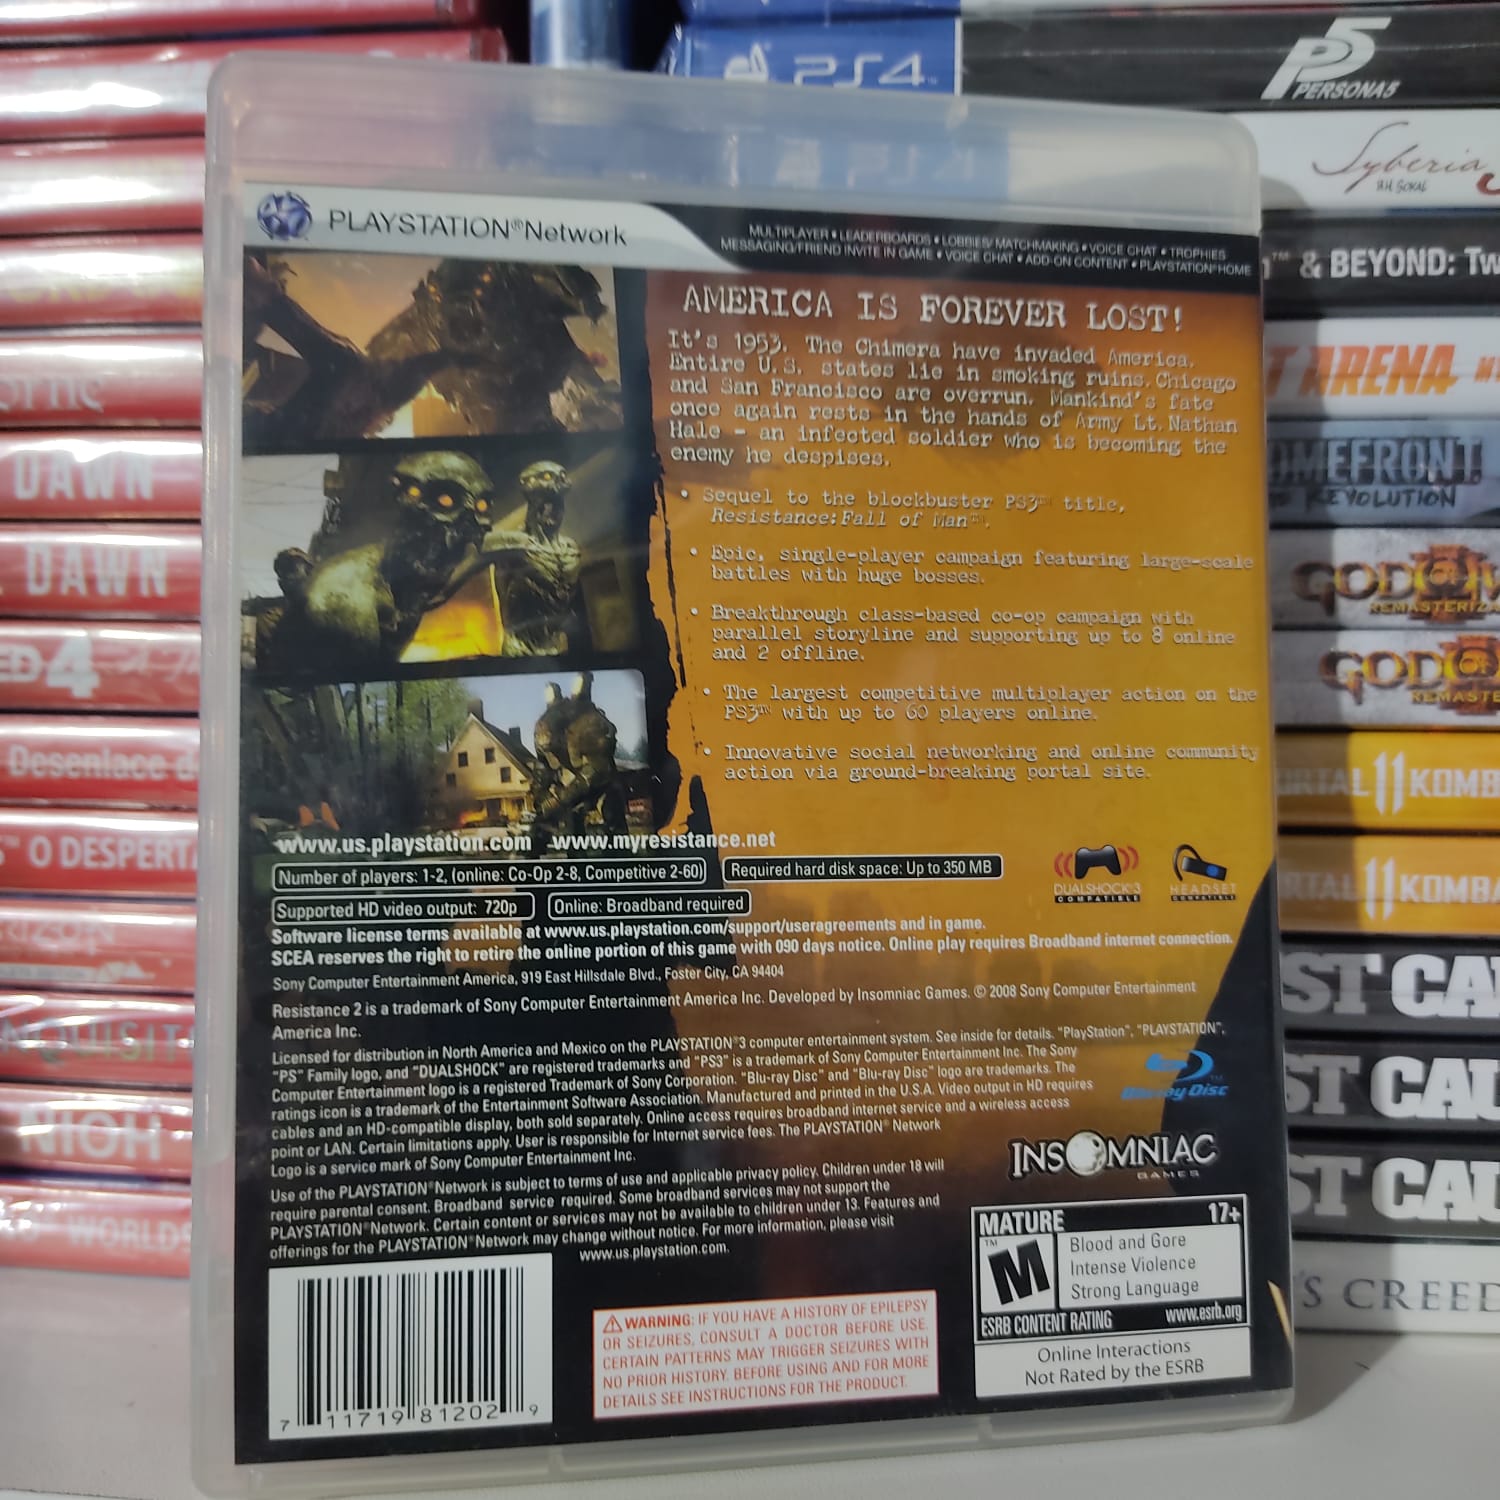 PS4
P5
PERSONA5
Syberia
& BEYOND: Tw
ARENA
DAWN
DAWN
4
Desenlace d
O DESPERTA
NIOH
WORLDS
OMEFRONT
REVOLUTION
GOD
REMASTERIZ
GOD
REMASTE
11 KOMB
11 KOMBA
ST CAU
ST CAU
ST CAU
'S CREED
PLAYSTATION®Network
MULTIPLAYER • LEADERBOARDS • LOBBIES/ MATCHMAKING • VOICE CHAT • TROPHIES
MESSAGING/FRIEND INVITE IN GAME • VOICE CHAT • ADD-ON CONTENT • PLAYSTATION®HOME
AMERICA IS FOREVER LOST!
It's 1953. The Chimera have invaded America.
Entire U.S. states lie in smoking ruins. Chicago
and San Francisco are overrun. Mankind's fate
once again rests in the hands of Army Lt. Nathan
Hale – an infected soldier who is becoming the
enemy he despises.
• Sequel to the blockbuster PS3™ title,
Resistance: Fall of Man™.
• Epic, single-player campaign featuring large-scale
battles with huge bosses.
• Breakthrough class-based co-op campaign with
parallel storyline and supporting up to 8 online
and 2 offline.
• The largest competitive multiplayer action on the
PS3™ with up to 60 players online.
• Innovative social networking and online community
action via ground-breaking portal site.
www.us.playstation.com www.myresistance.net
Number of players: 1-2, (online: Co-Op 2-8, Competitive 2-60) Required hard disk space: Up to 350 MB
Supported HD video output: 720p Online: Broadband required
DUALSHOCK®3
COMPATIBLE
HEADSET
COMPATIBLE
Software license terms available at www.us.playstation.com/support/useragreements and in game.
SCEA reserves the right to retire the online portion of this game with 090 days notice. Online play requires Broadband internet connection.
Sony Computer Entertainment America, 919 East Hillsdale Blvd., Foster City, CA 94404
Resistance 2 is a trademark of Sony Computer Entertainment America Inc. Developed by Insomniac Games. © 2008 Sony Computer Entertainment
America Inc.
Licensed for distribution in North America and Mexico on the PLAYSTATION®3 computer entertainment system. See inside for details. "PlayStation", "PLAYSTATION",
"PS" Family logo, and "DUALSHOCK" are registered trademarks and "PS3" is a trademark of Sony Computer Entertainment Inc. The Sony
Computer Entertainment logo is a registered Trademark of Sony Corporation. "Blu-ray Disc" and "Blu-ray Disc" logo are trademarks. The
ratings icon is a trademark of the Entertainment Software Association. Manufactured and printed in the U.S.A. Video output in HD requires
cables and an HD-compatible display, both sold separately. Online access requires broadband internet service and a wireless access
point or LAN. Certain limitations apply. User is responsible for Internet service fees. The PLAYSTATION® Network
Logo is a service mark of Sony Computer Entertainment Inc.
Use of the PLAYSTATION®Network is subject to terms of use and applicable privacy policy. Children under 18 will
require parental consent. Broadband service required. Some broadband services may not support the
PLAYSTATION®Network. Certain content or services may not be available to children under 13. Features and
offerings for the PLAYSTATION®Network may change without notice. For more information, please visit
www.us.playstation.com.
Blu-ray Disc™
INSOMNIAC
GAMES
MATURE 17+
M
Blood and Gore
Intense Violence
Strong Language
ESRB CONTENT RATING www.esrb.org
Online Interactions
Not Rated by the ESRB
WARNING: IF YOU HAVE A HISTORY OF EPILEPSY
OR SEIZURES, CONSULT A DOCTOR BEFORE USE.
CERTAIN PATTERNS MAY TRIGGER SEIZURES WITH
NO PRIOR HISTORY. BEFORE USING AND FOR MORE
DETAILS SEE INSTRUCTIONS FOR THE PRODUCT.
7 11719 81202 9